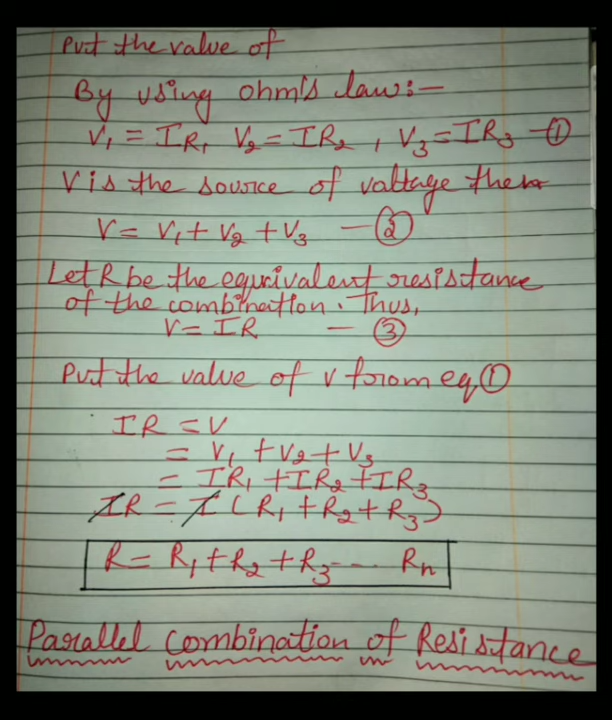 Put the value of
By using ohm's law:-
V₁ = IR₁ V₂ = IR₂ , V₃ = IR₃ -①
V is the source of valtage then
V = V₁ + V₂ + V₃ -②
Let R be the equivalent resistance
of the combination. Thus,
V = IR - ③
Put the value of v from eq ①
IR = V
= V₁ + V₂ + V₃
= IR₁ + IR₂ + IR₃
IR = I (R₁ + R₂ + R₃)
R = R₁ + R₂ + R₃ ---- Rₙ
Parallel Combination of Resistance